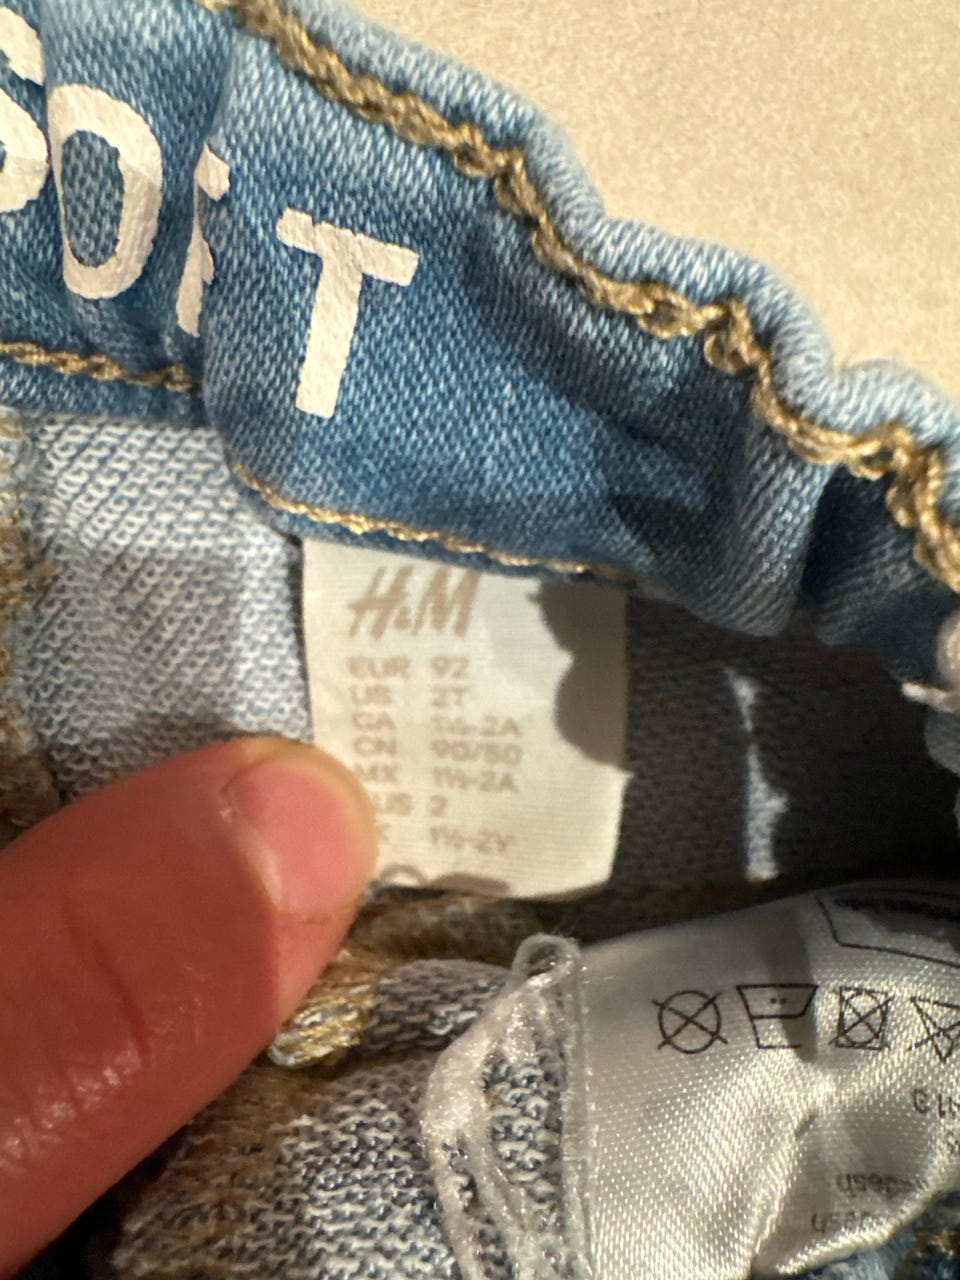 SOFT
H&M
EUR 92
US 2T
CA 1½-2A
CN 90/50
MX 1½-2A
AUS 2
1½-2Y